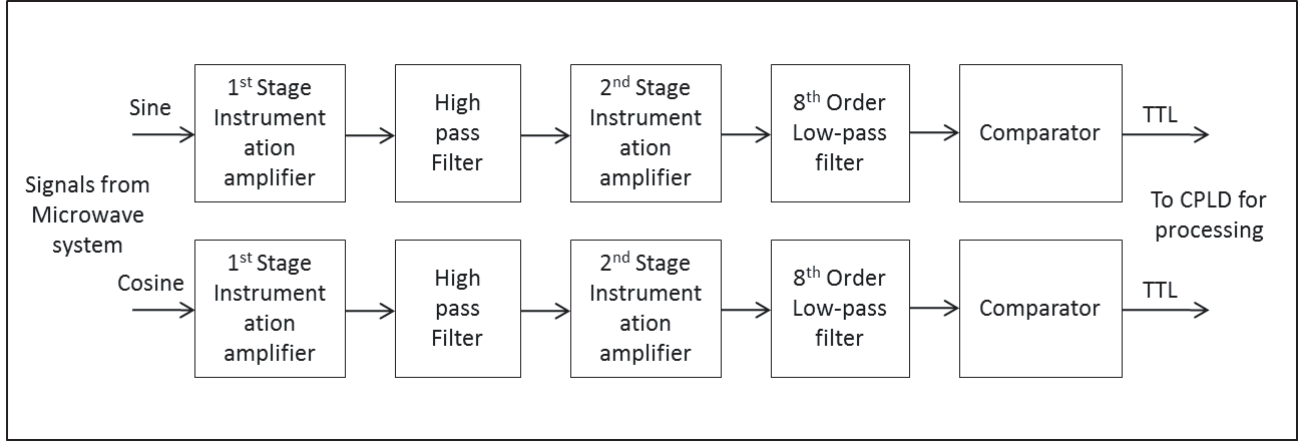 Sine
1st Stage
Instrument
ation
amplifier
High
pass
Filter
2nd Stage
Instrument
ation
amplifier
8th Order
Low-pass
filter
Comparator
TTL
Signals from
Microwave
system
To CPLD for
processing
Cosine
1st Stage
Instrument
ation
amplifier
High
pass
Filter
2nd Stage
Instrument
ation
amplifier
8th Order
Low-pass
filter
Comparator
TTL